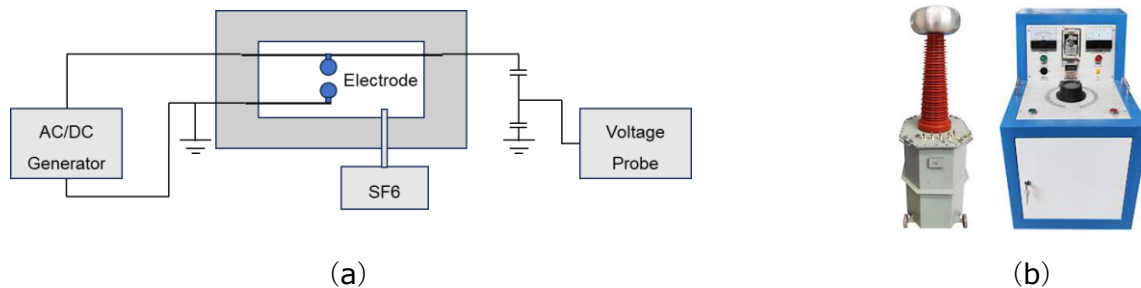 AC/DC
Generator
Electrode
SF6
Voltage
Probe
(a)
(b)